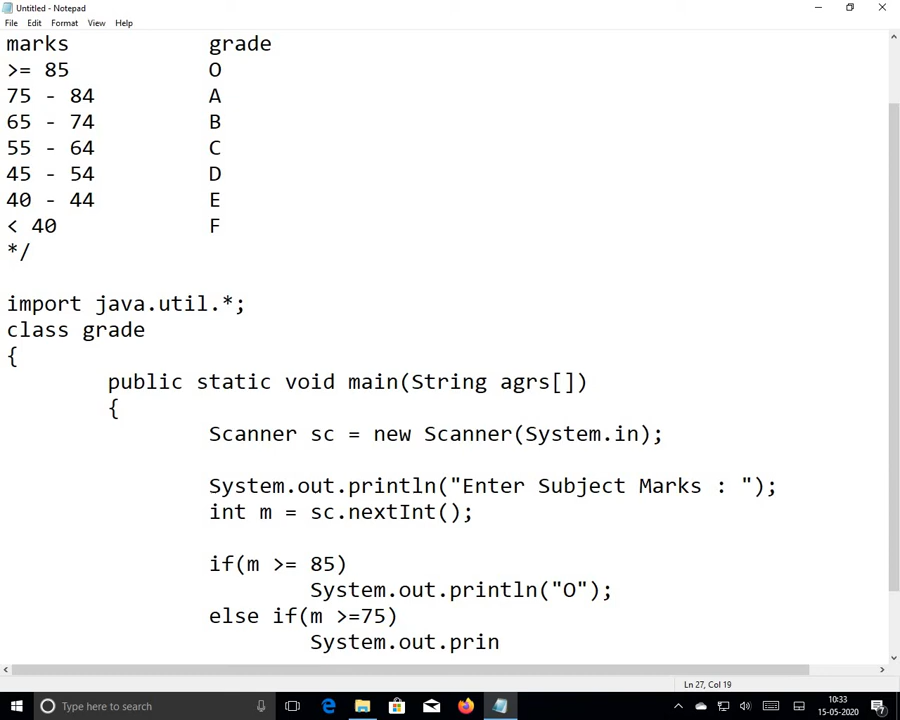 Untitled - Notepad
File Edit Format View Help
marks grade
>= 85 O
75 - 84 A
65 - 74 B
55 - 64 C
45 - 54 D
40 - 44 E
< 40 F
*/
import java.util.*;
class grade
{
public static void main(String agrs[])
{
Scanner sc = new Scanner(System.in);
System.out.println("Enter Subject Marks : ");
int m = sc.nextInt();
if(m >= 85)
System.out.println("O");
else if(m >=75)
System.out.prin
Ln 27, Col 19
Type here to search
10:33
15-05-2020
7